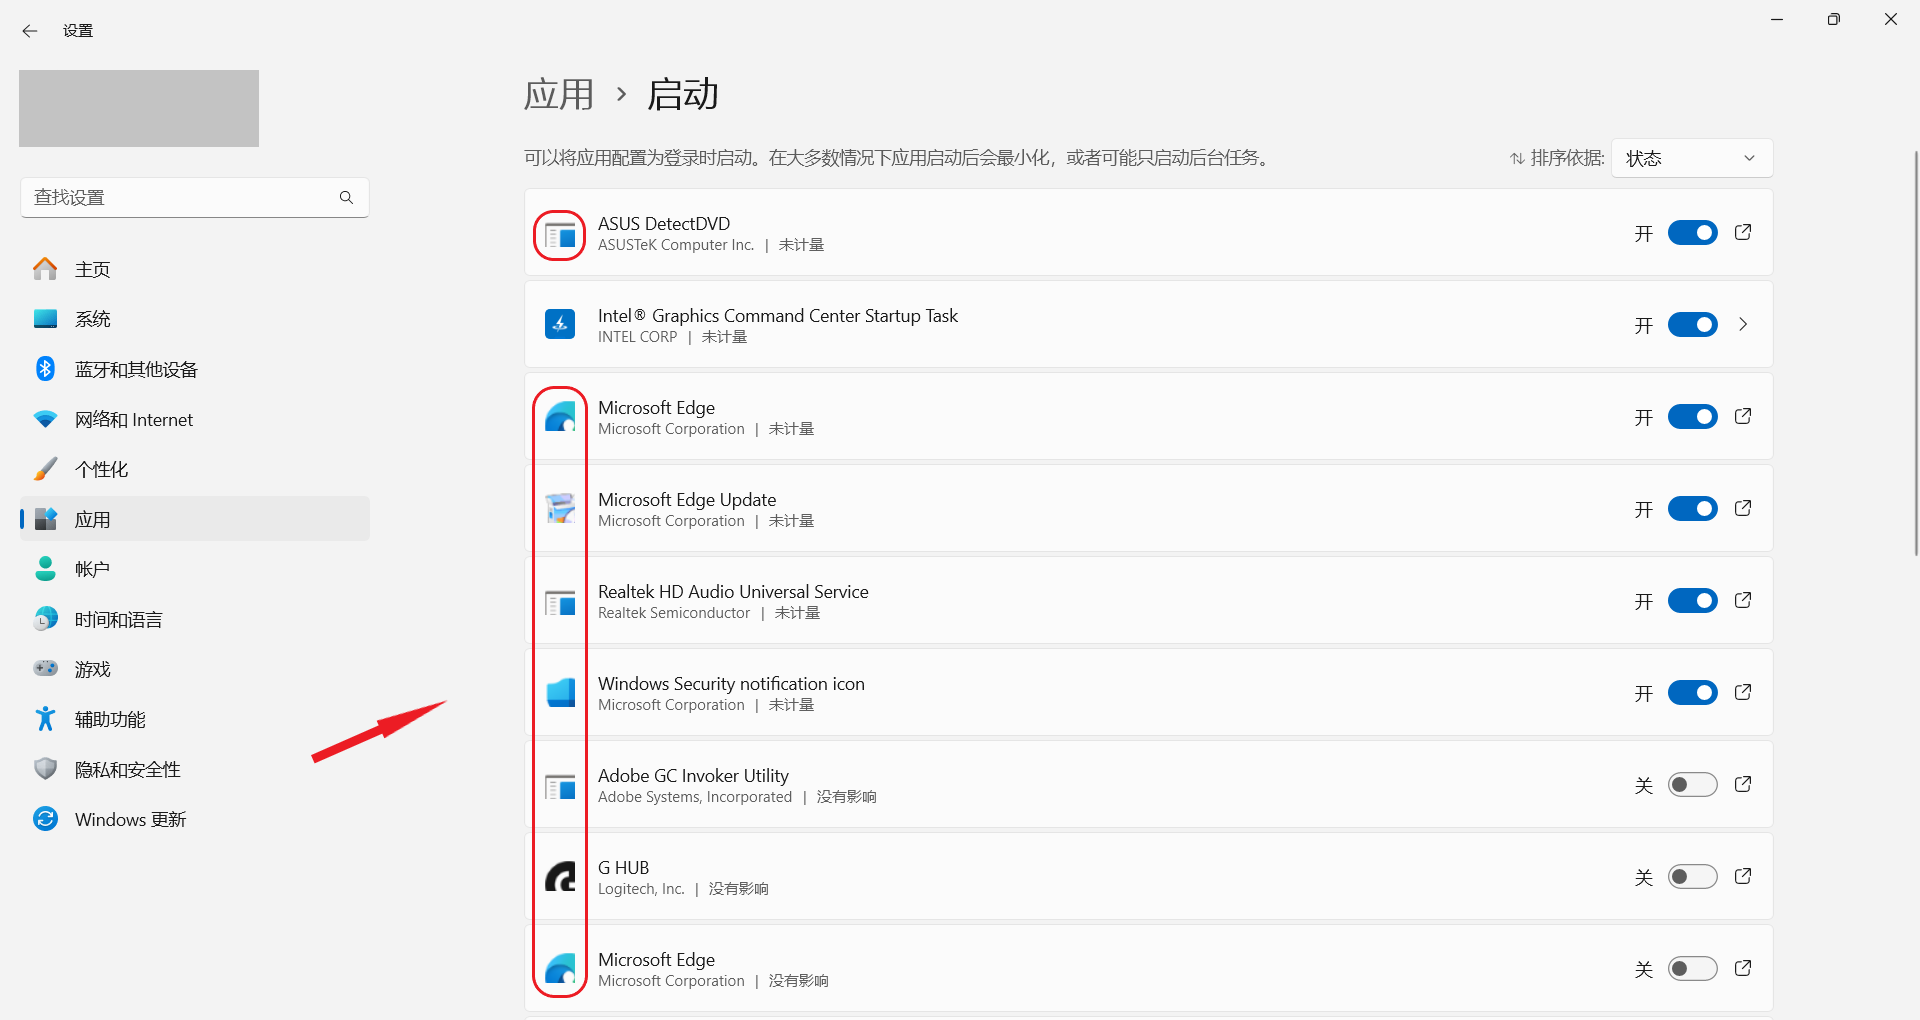 设置
查找设置
主页
系统
蓝牙和其他设备
网络和 Internet
个性化
应用
帐户
时间和语言
游戏
辅助功能
隐私和安全性
Windows 更新
应用 › 启动
可以将应用配置为登录时启动。在大多数情况下应用启动后会最小化，或者可能只启动后台任务。
排序依据: 状态
ASUS DetectDVD
ASUSTeK Computer Inc. | 未计量
开
Intel® Graphics Command Center Startup Task
INTEL CORP | 未计量
开
Microsoft Edge
Microsoft Corporation | 未计量
开
Microsoft Edge Update
Microsoft Corporation | 未计量
开
Realtek HD Audio Universal Service
Realtek Semiconductor | 未计量
开
Windows Security notification icon
Microsoft Corporation | 未计量
开
Adobe GC Invoker Utility
Adobe Systems, Incorporated | 没有影响
关
G HUB
Logitech, Inc. | 没有影响
关
Microsoft Edge
Microsoft Corporation | 没有影响
关